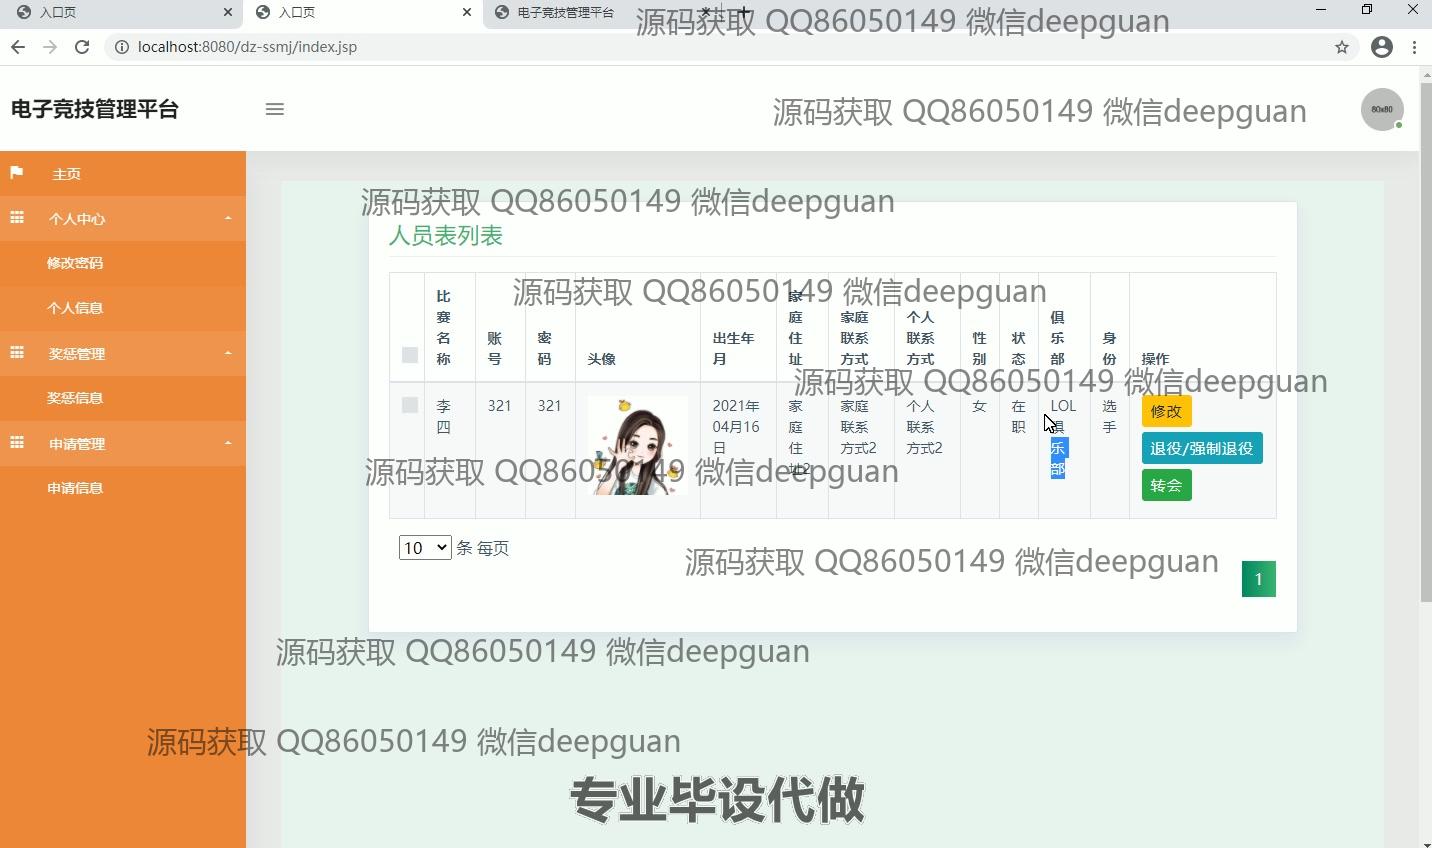 入口页
入口页
电子竞技管理平台
源码获取 QQ86050149 微信deepguan
localhost:8080/dz-ssmj/index.jsp
电子竞技管理平台
源码获取 QQ86050149 微信deepguan
80x80
主页
个人中心
修改密码
个人信息
奖惩管理
奖惩信息
申请管理
申请信息
源码获取 QQ86050149 微信deepguan
人员表列表
源码获取 QQ86050149 微信deepguan
比赛名称 账号 密码 头像 出生年月 家庭住址 家庭联系方式 个人联系方式 性别 状态 俱乐部 身份 操作
源码获取 QQ86050149 微信deepguan
李四 321 321 2021年04月16日 家庭住址2 家庭联系方式2 个人联系方式2 女 在职 LOL俱乐部 选手 修改
退役/强制退役
转会
源码获取 QQ86050149 微信deepguan
10 条 每页
源码获取 QQ86050149 微信deepguan
1
源码获取 QQ86050149 微信deepguan
源码获取 QQ86050149 微信deepguan
专业毕设代做